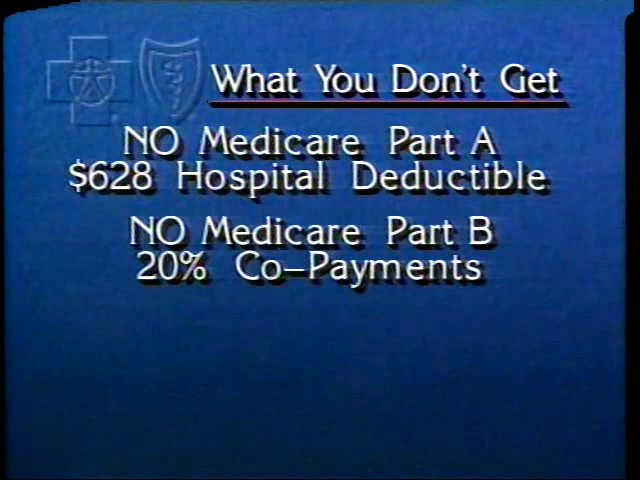 What You Don't Get
NO Medicare Part A
$628 Hospital Deductible
NO Medicare Part B
20% Co-Payments